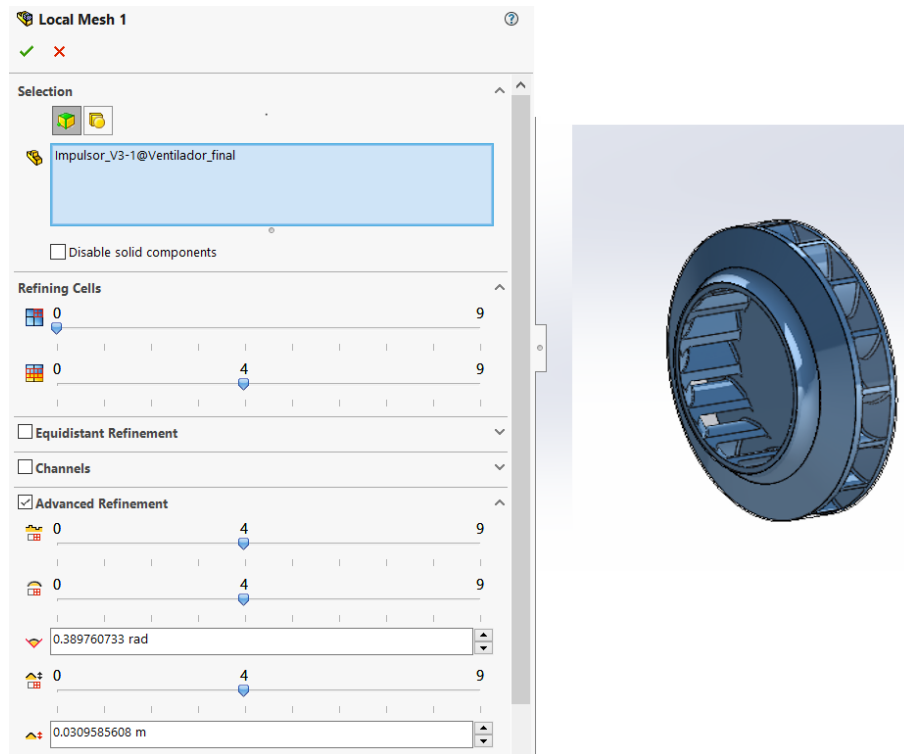 Local Mesh 1
Selection
Impulsor_V3-1@Ventilador_final
Disable solid components
Refining Cells
0 9
0 4 9
Equidistant Refinement
Channels
Advanced Refinement
0 4 9
0 4 9
0.389760733 rad
0 4 9
0.0309585608 m